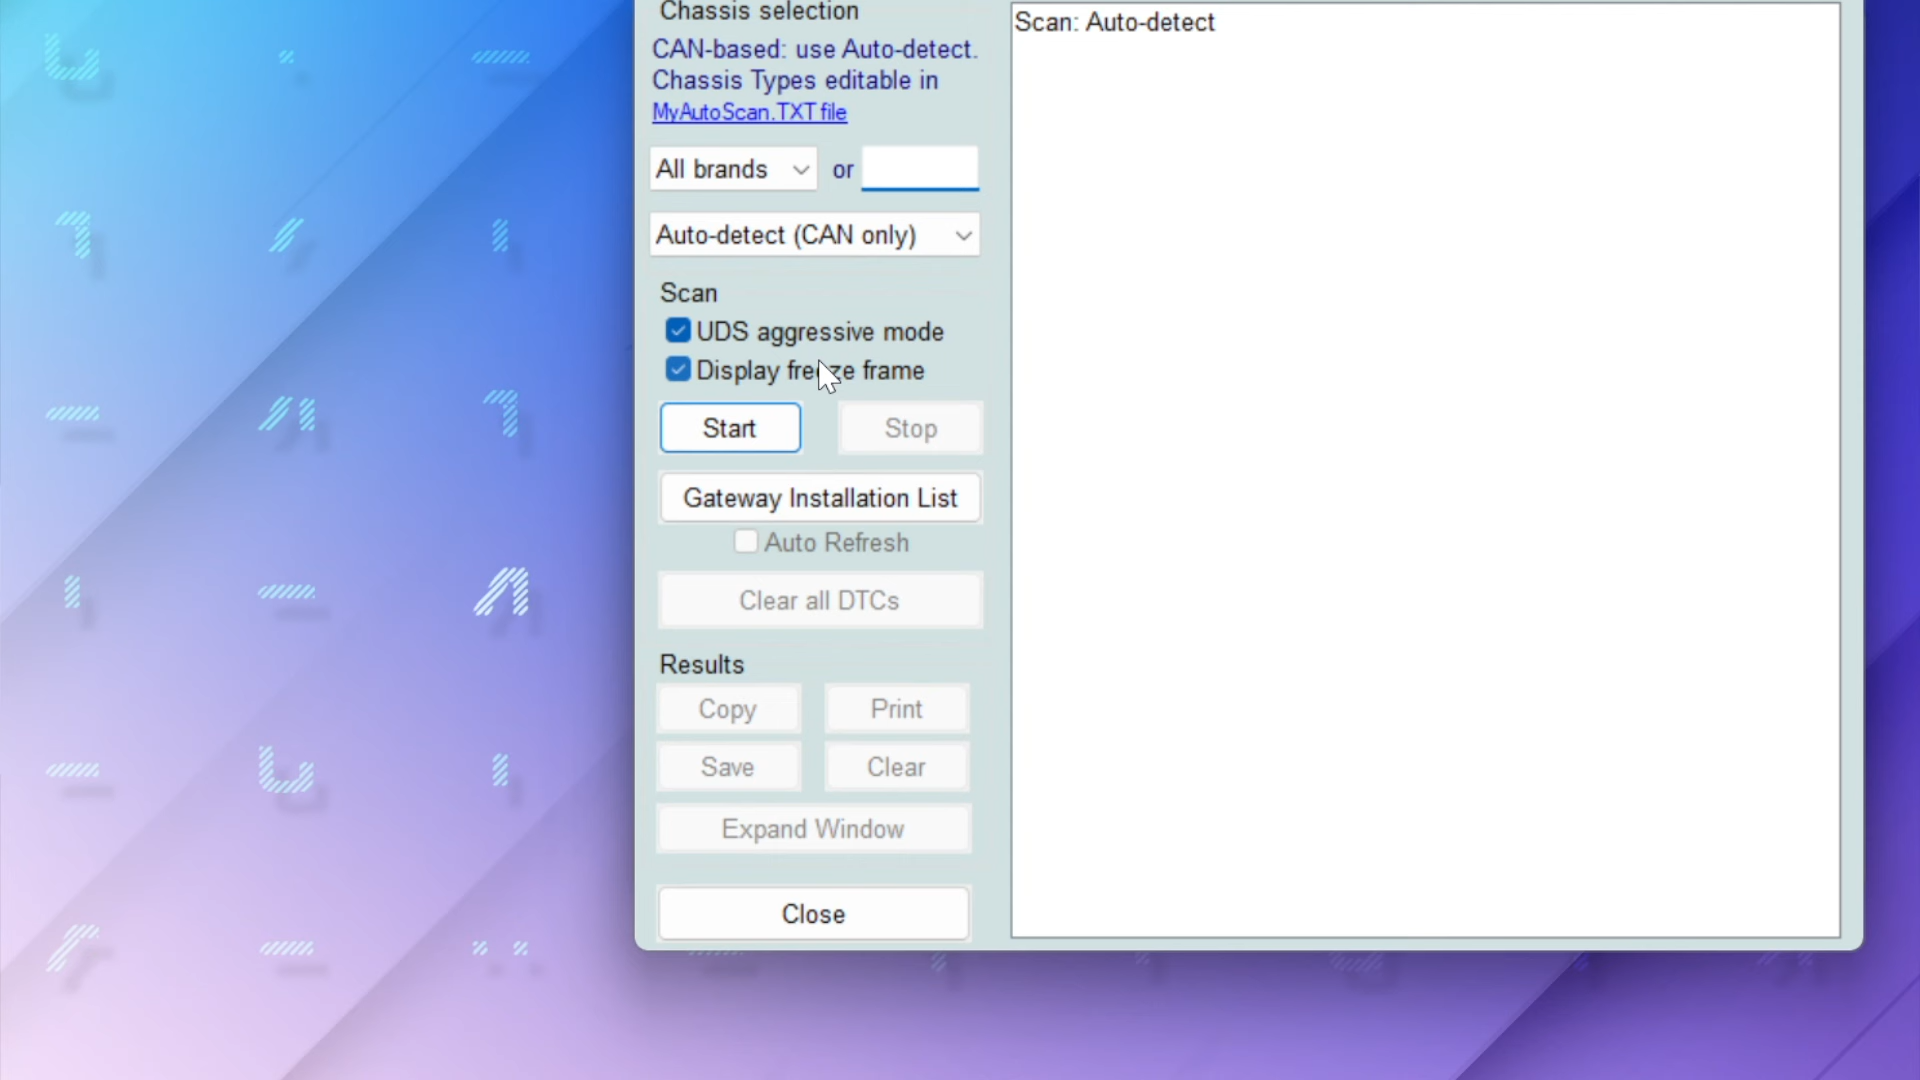 Chassis selection
CAN-based: use Auto-detect.
Chassis Types editable in
MyAutoScan.TXT file
All brands or
Auto-detect (CAN only)
Scan
UDS aggressive mode
Display freeze frame
Start Stop
Gateway Installation List
Auto Refresh
Clear all DTCs
Results
Copy Print
Save Clear
Expand Window
Close
Scan: Auto-detect